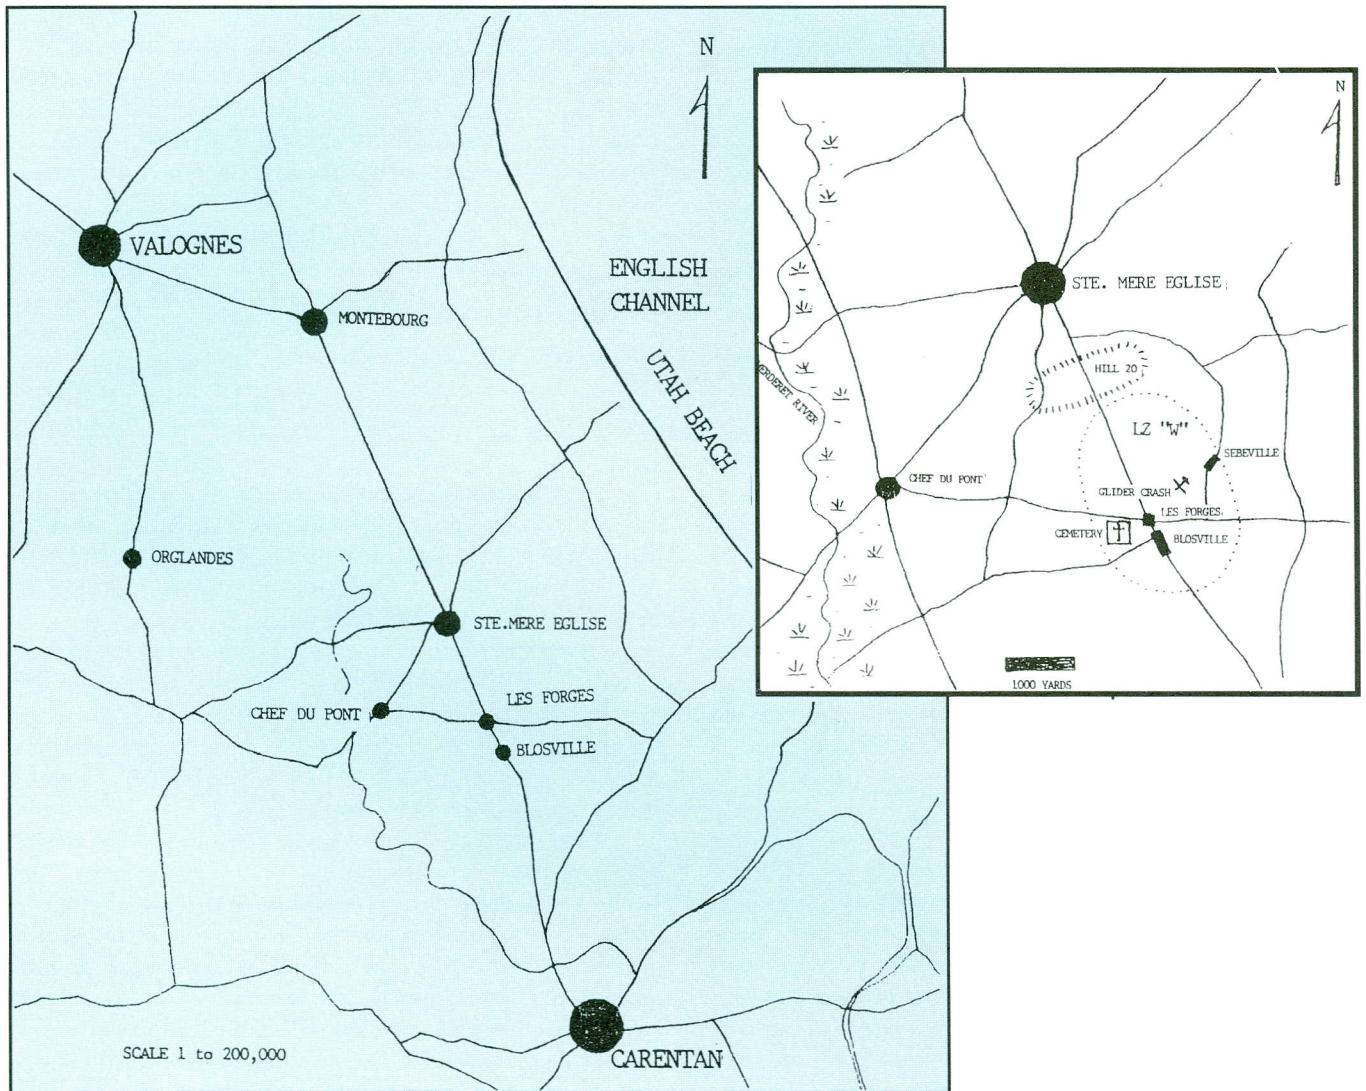 N
VALOGNES
ENGLISH
CHANNEL
MONTEBOURG
UTAH BEACH
ORGLANDES
STE.MERE EGLISE
LES FORGES
CHEF DU PONT
BLOSVILLE
SCALE 1 to 200,000
CARENTAN
N
STE. MERE EGLISE
HILL 20
ERDERET RIVER
LZ "W"
SEBEVILLE
CHEF DU PONT
GLIDER CRASH
LES FORGES
CEMETERY
BLOSVILLE
1000 YARDS